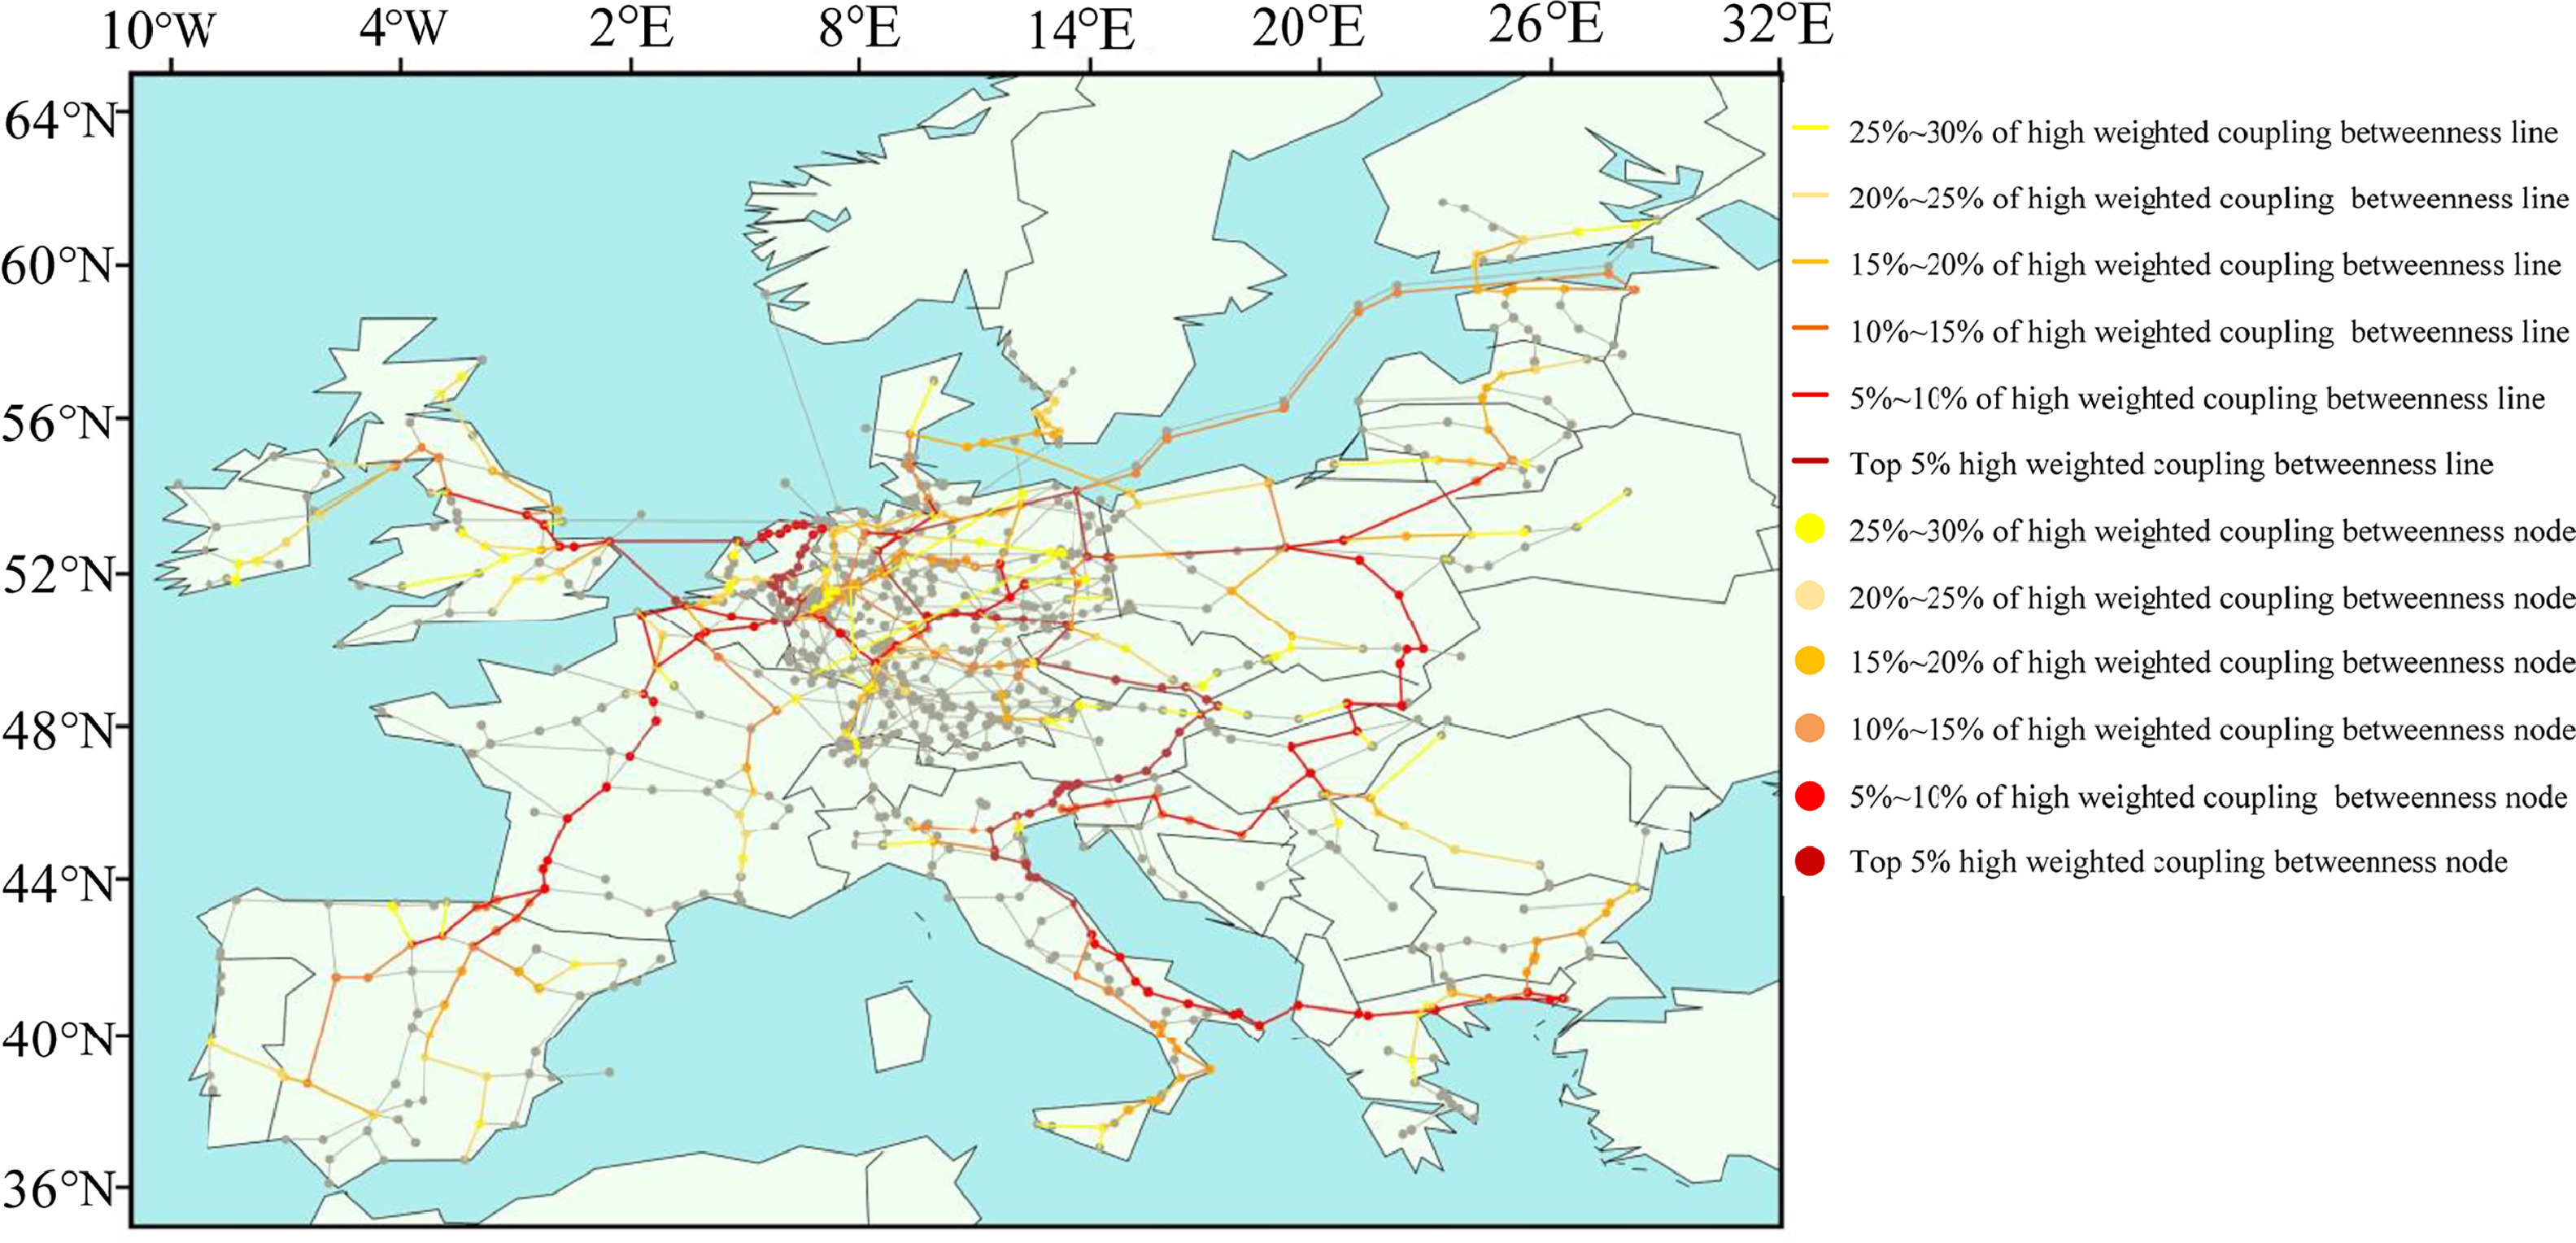 10°W 4°W 2°E 8°E 14°E 20°E 26°E 32°E
64°N
60°N
56°N
52°N
48°N
44°N
40°N
36°N
25%~30% of high weighted coupling betweenness line
20%~25% of high weighted coupling betweenness line
15%~20% of high weighted coupling betweenness line
10%~15% of high weighted coupling betweenness line
5%~10% of high weighted coupling betweenness line
Top 5% high weighted coupling betweenness line
25%~30% of high weighted coupling betweenness node
20%~25% of high weighted coupling betweenness node
15%~20% of high weighted coupling betweenness node
10%~15% of high weighted coupling betweenness node
5%~10% of high weighted coupling betweenness node
Top 5% high weighted coupling betweenness node